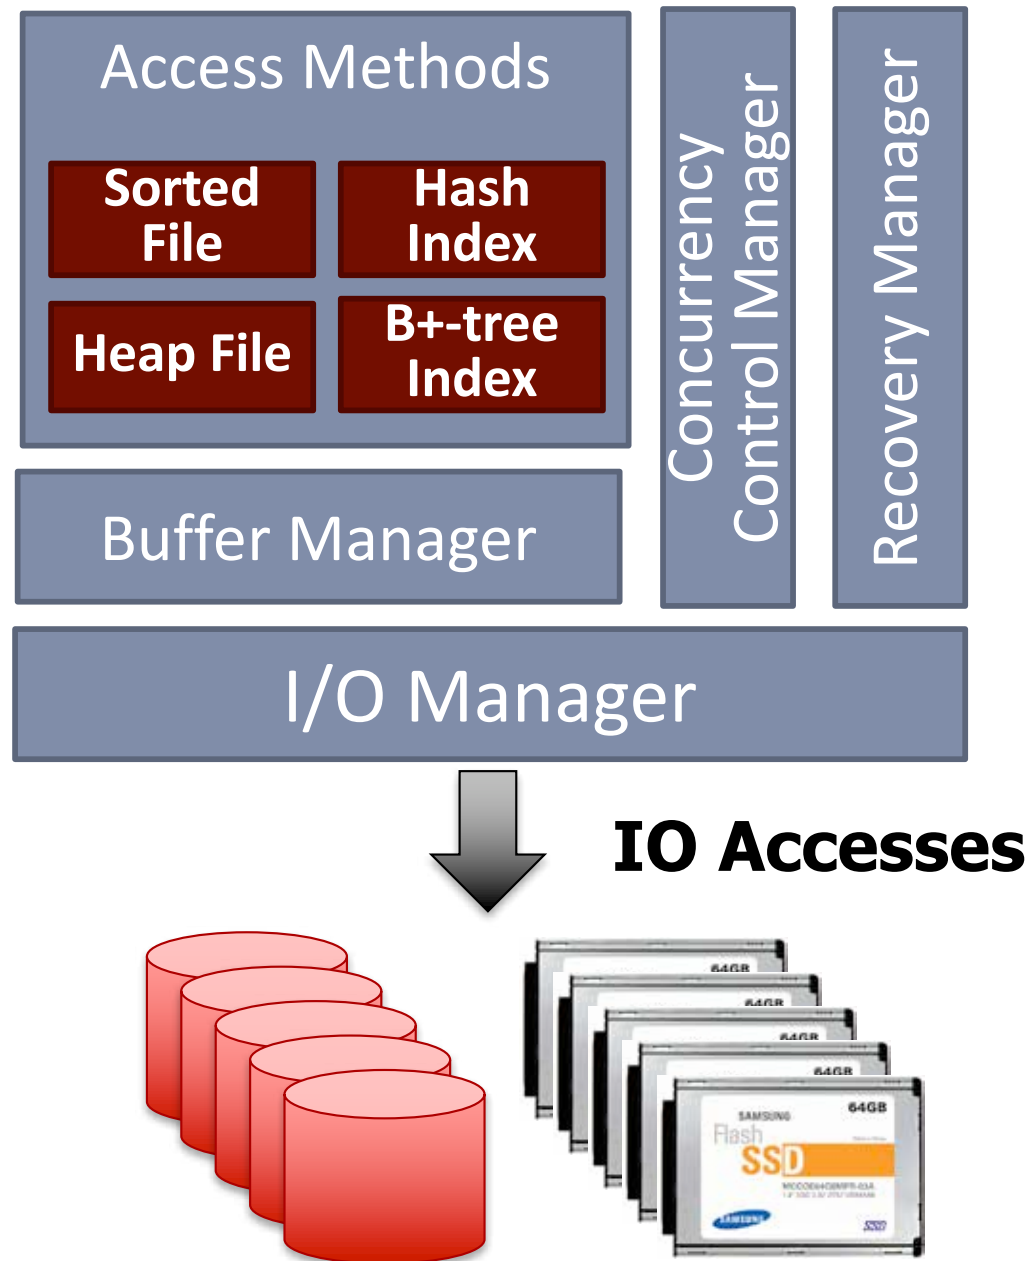 Access Methods
Sorted
File
Hash
Index
Heap File
B+-tree
Index
Concurrency
Control Manager
Recovery Manager
Buffer Manager
I/O Manager
IO Accesses
64GB
64GB
64GB
64GB
64GB
SAMSUNG
Flash
SSD
SAMSUNG
SSD